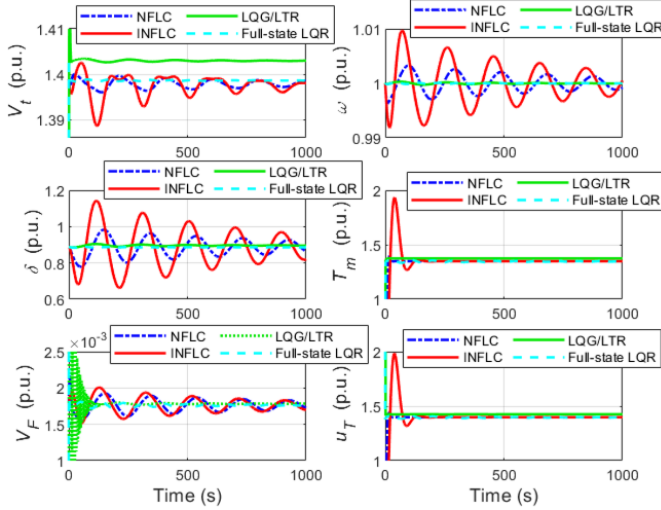 NFLC LQG/LTR
INFLC Full-state LQR
1.41
1.4
1.39
V_t (p.u.)
0 500 1000
NFLC LQG/LTR
INFLC Full-state LQR
1.01
1
0.99
ω (p.u.)
0 500 1000
NFLC LQG/LTR
INFLC Full-state LQR
1.2
1
0.8
0.6
δ (p.u.)
0 500 1000
NFLC LQG/LTR
INFLC Full-state LQR
2
1.5
1
T_m (p.u.)
0 500 1000
×10⁻³
NFLC LQG/LTR
INFLC Full-state LQR
2.5
2
1.5
1
V_F (p.u.)
0 500 1000
Time (s)
NFLC LQG/LTR
INFLC Full-state LQR
2
1.5
1
u_T (p.u.)
0 500 1000
Time (s)